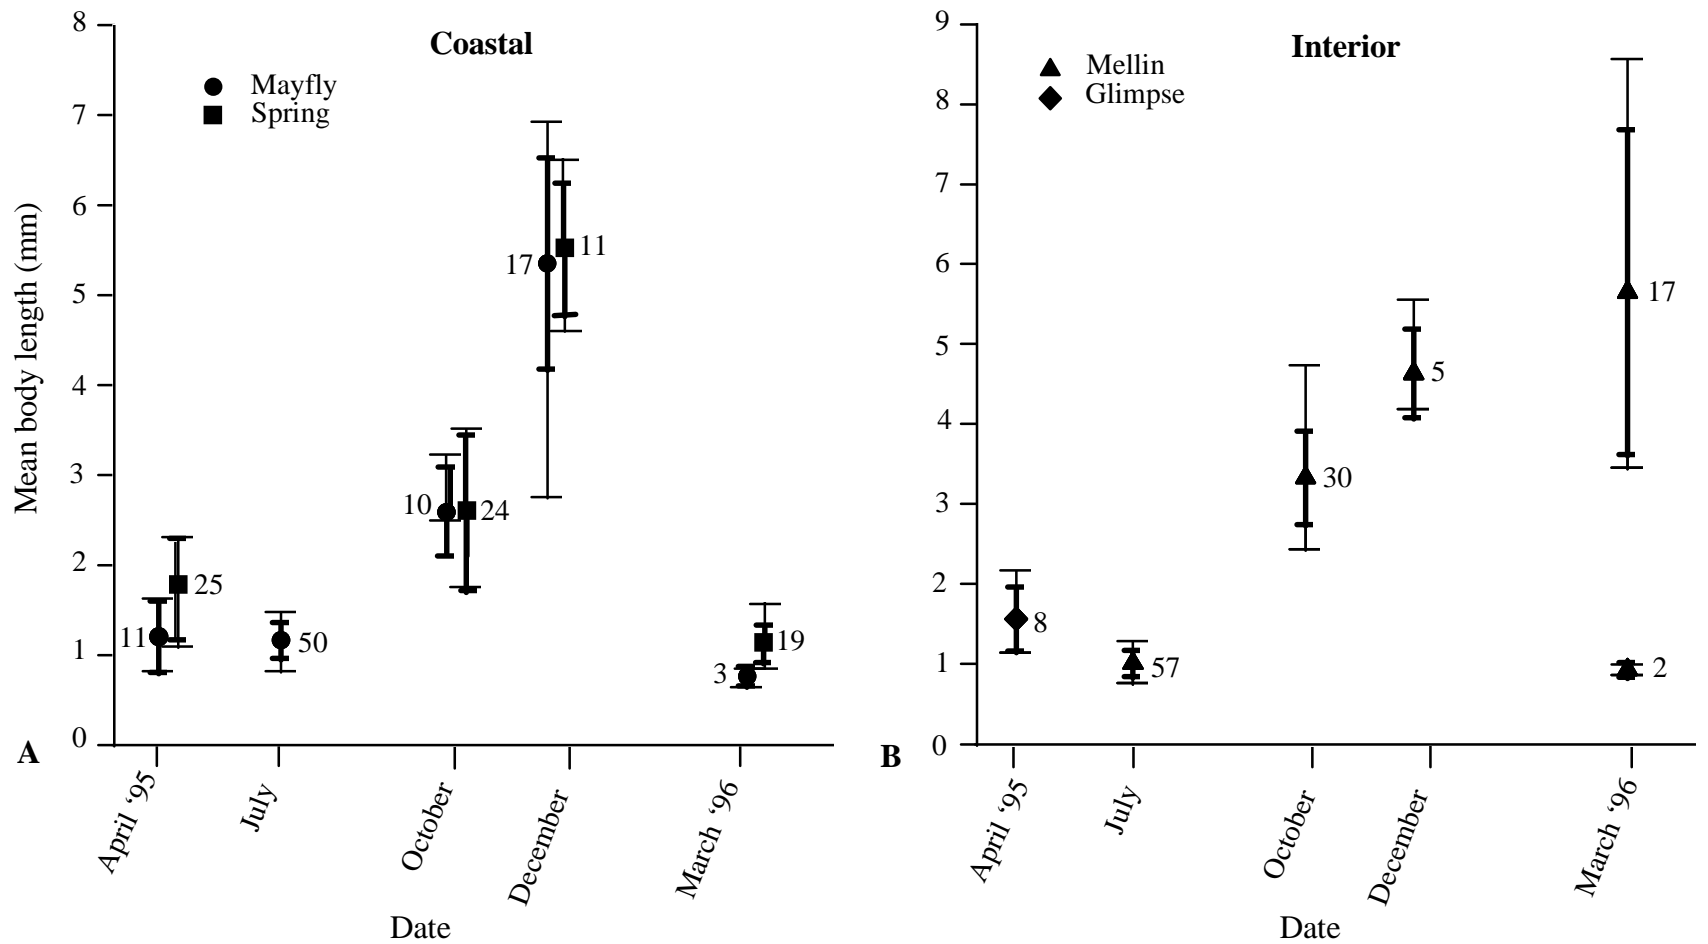 Coastal
Mayfly
Spring
Mean body length (mm)
8
7
6
5
4
3
2
1
0
11
25
50
10
24
17
11
3
19
A
April ‘95
July
October
December
March ‘96
Date
Interior
Mellin
Glimpse
9
8
7
6
5
4
3
2
1
0
8
57
30
5
17
2
B
April ‘95
July
October
December
March ‘96
Date